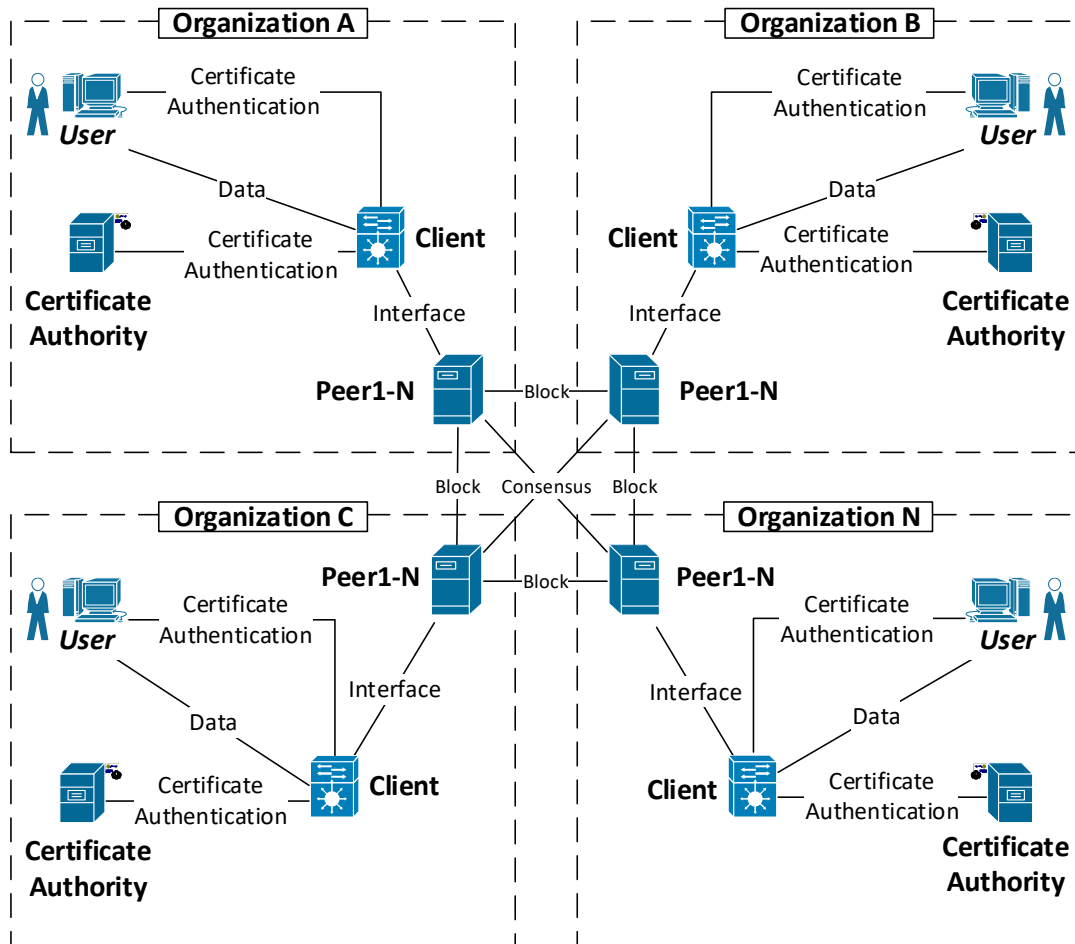 Organization A
Certificate
Authentication
User
Data
Certificate
Authentication
Client
Certificate
Authority
Interface
Peer1-N
Organization B
Certificate
Authentication
User
Data
Client
Certificate
Authentication
Certificate
Authority
Interface
Peer1-N
Block
Block
Consensus
Block
Organization C
Peer1-N
Certificate
Authentication
User
Interface
Data
Certificate
Authentication
Client
Certificate
Authority
Block
Organization N
Peer1-N
Certificate
Authentication
User
Interface
Data
Client
Certificate
Authentication
Certificate
Authority